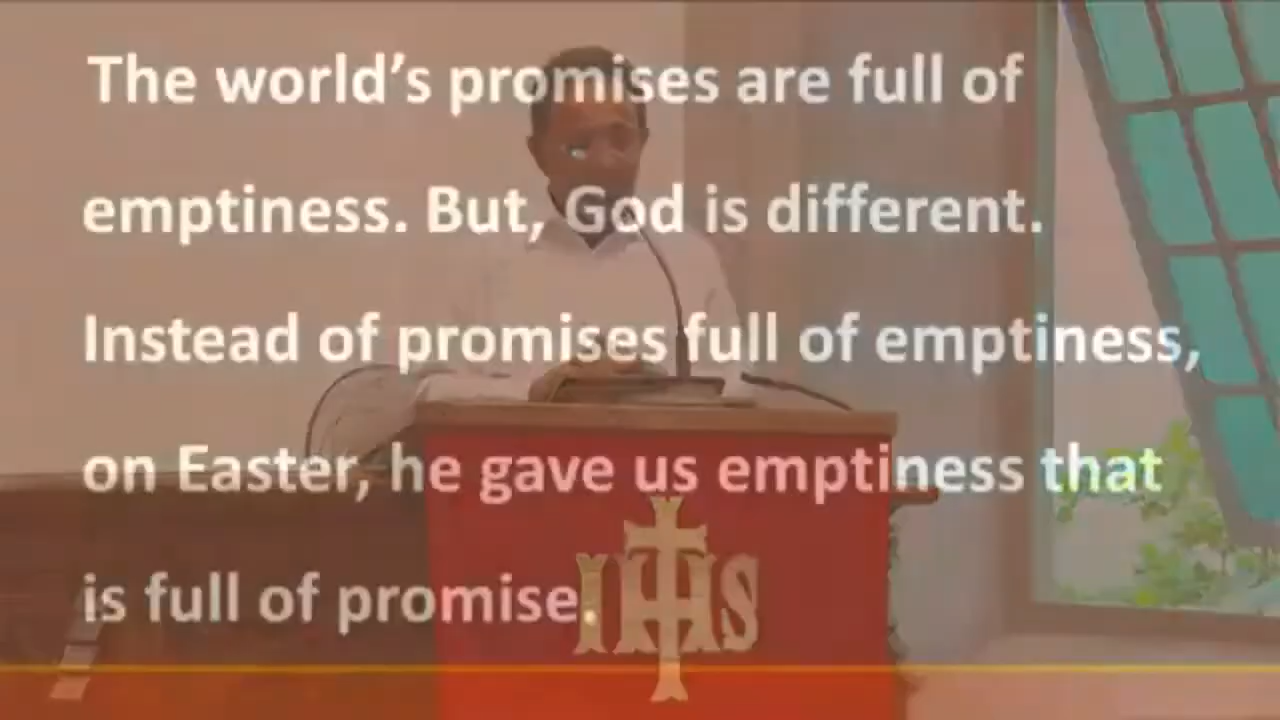 The world’s promises are full of
emptiness. But, God is different.
Instead of promises full of emptiness,
on Easter, he gave us emptiness that
is full of promise.
IHS